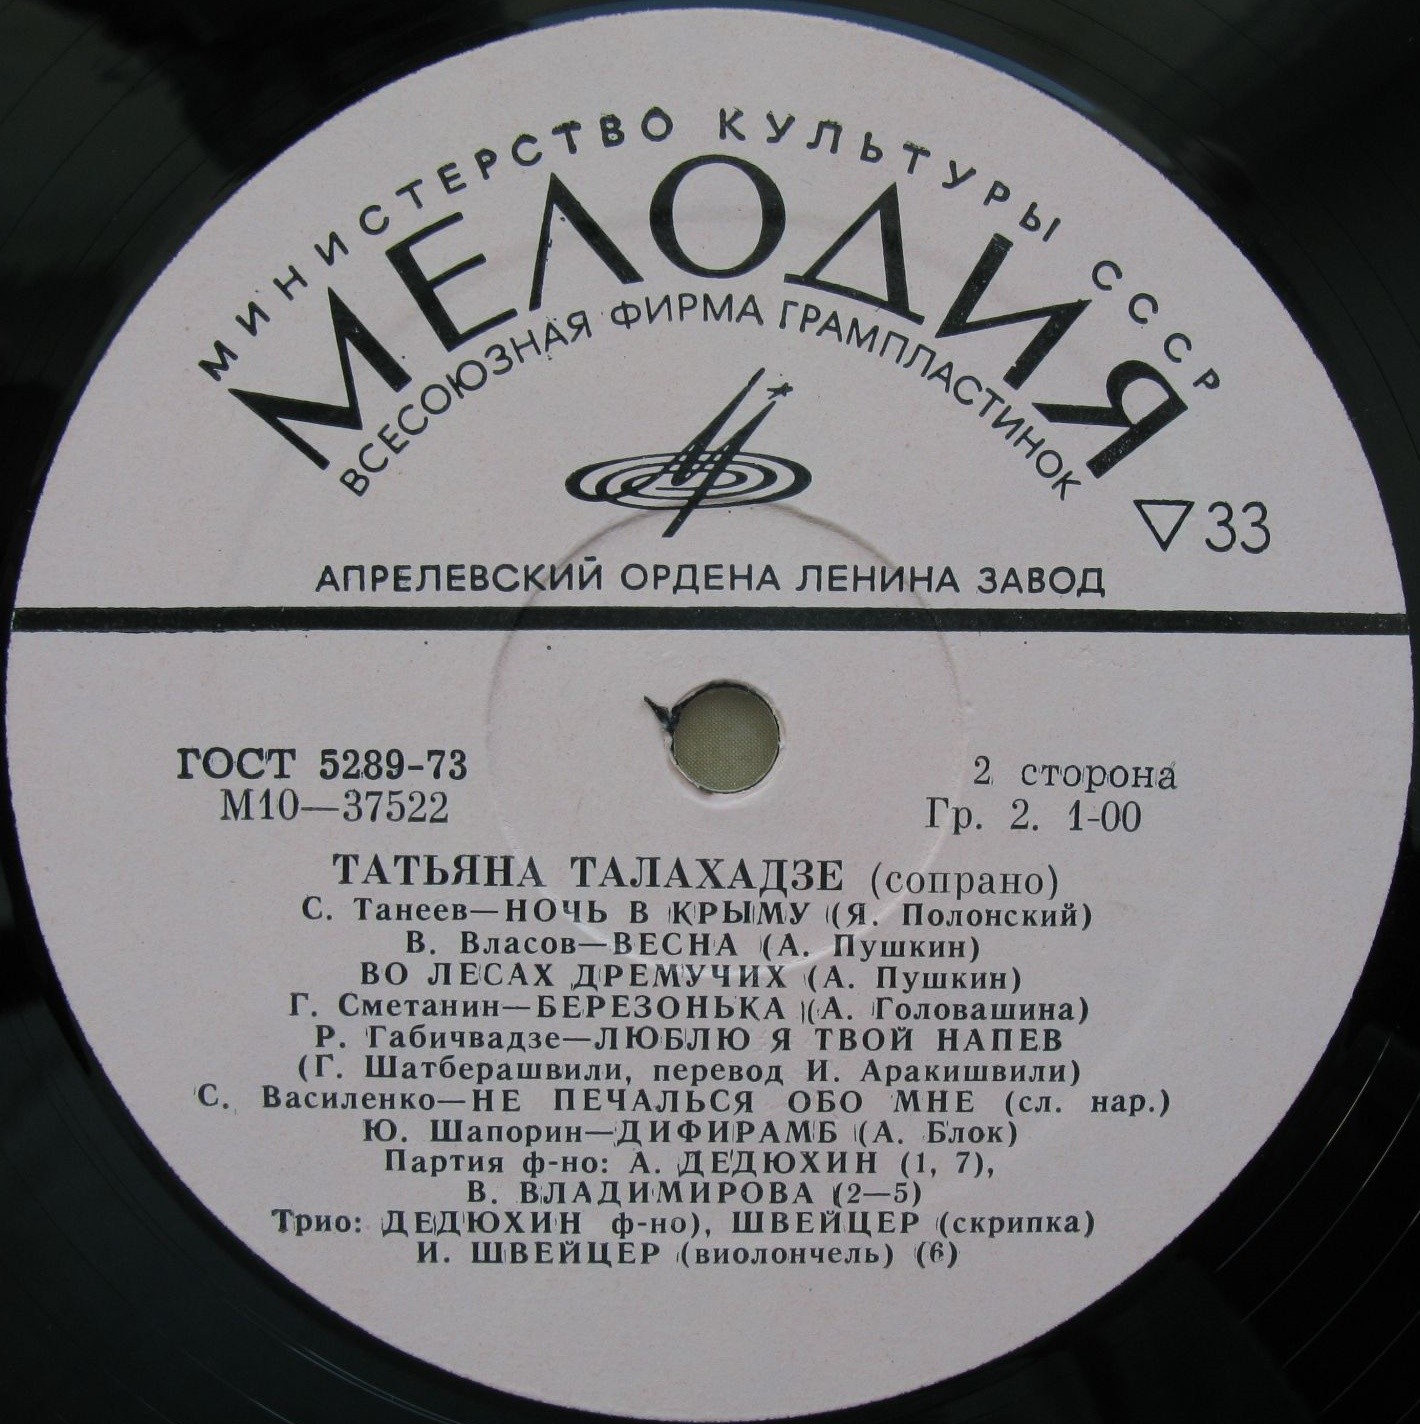 МИНИСТЕРСТВО КУЛЬТУРЫ СССР
МЕЛОДИЯ
ВСЕСОЮЗНАЯ ФИРМА ГРАМПЛАСТИНОК
33
АПРЕЛЕВСКИЙ ОРДЕНА ЛЕНИНА ЗАВОД
ГОСТ 5289-73
2 сторона
М10—37522
Гр. 2. 1-00
ТАТЬЯНА ТАЛАХАДЗЕ (сопрано)
С. Танеев—НОЧЬ В КРЫМУ (Я. Полонский)
В. Власов—ВЕСНА (А. Пушкин)
ВО ЛЕСАХ ДРЕМУЧИХ (А. Пушкин)
Г. Сметанин—БЕРЕЗОНЬКА (А. Головашина)
Р. Габичвадзе—ЛЮБЛЮ Я ТВОЙ НАПЕВ
(Г. Шатберашвили, перевод И. Аракишвили)
С. Василенко—НЕ ПЕЧАЛЬСЯ ОБО МНЕ (сл. нар.)
Ю. Шапорин—ДИФИРАМБ (А. Блок)
Партия ф-но: А. ДЕДЮХИН (1, 7),
В. ВЛАДИМИРОВА (2—5)
Трио: ДЕДЮХИН ф-но), ШВЕЙЦЕР (скрипка)
И. ШВЕЙЦЕР (виолончель) (6)